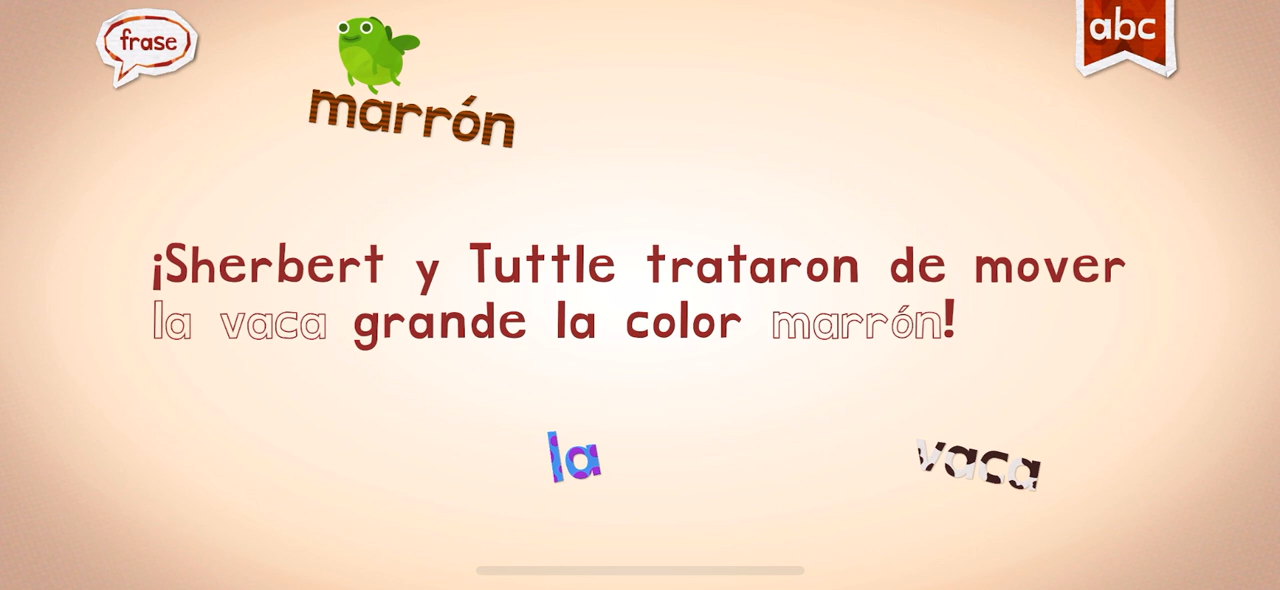 frase
abc
marrón
¡Sherbert y Tuttle trataron de mover
la vaca grande la color marrón!
la
vaca